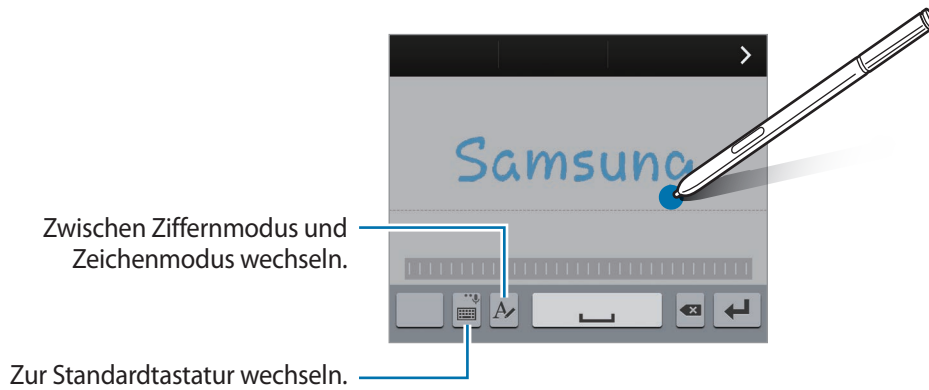 Samsung
Zwischen Ziffernmodus und
Zeichenmodus wechseln.
Zur Standardtastatur wechseln.